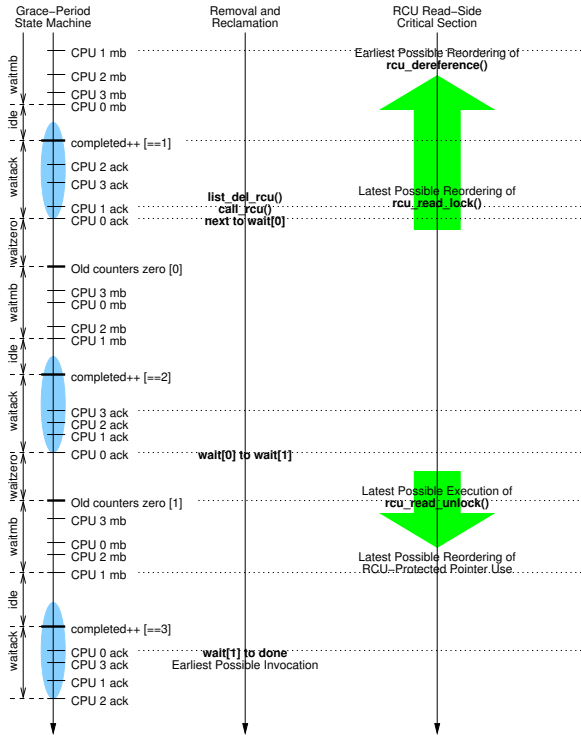 Grace-Period
State Machine
Removal and
Reclamation
RCU Read-Side
Critical Section
waitmb
CPU 1 mb
Earliest Possible Reordering of
rcu_dereference()
CPU 2 mb
CPU 3 mb
CPU 0 mb
idle
completed++ [==1]
waitack
CPU 2 ack
CPU 3 ack
list_del_rcu()
Latest Possible Reordering of
rcu_read_lock()
CPU 1 ack
call_rcu()
CPU 0 ack
next to wait[0]
waitzero
Old counters zero [0]
waitmb
CPU 3 mb
CPU 0 mb
CPU 2 mb
CPU 1 mb
idle
completed++ [==2]
waitack
CPU 3 ack
CPU 2 ack
CPU 1 ack
CPU 0 ack
wait[0] to wait[1]
waitzero
Latest Possible Execution of
rcu_read_unlock()
Old counters zero [1]
waitmb
CPU 3 mb
CPU 0 mb
CPU 2 mb
Latest Possible Reordering of
RCU-Protected Pointer Use
CPU 1 mb
idle
completed++ [==3]
waitack
CPU 0 ack
wait[1] to done
CPU 3 ack
Earliest Possible Invocation
CPU 1 ack
CPU 2 ack